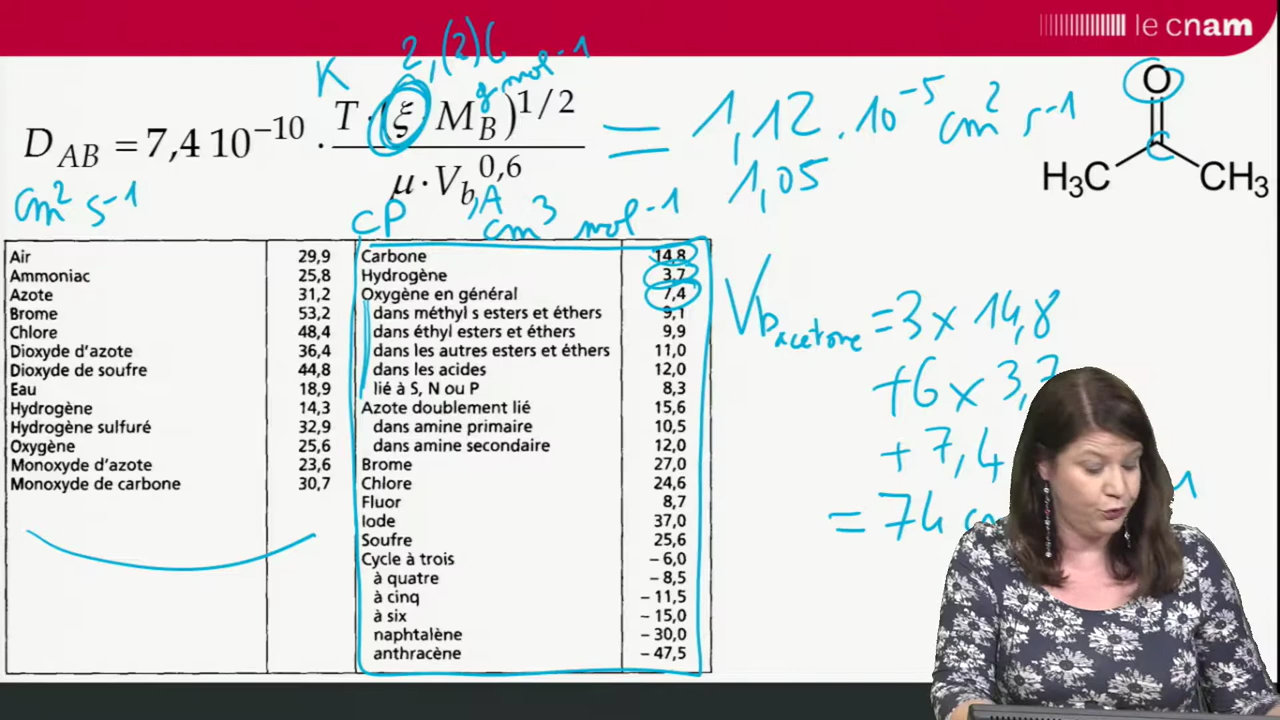 le cnam
K 2,(2)6 g mol-1
D AB = 7,4 10^-10 · T·(ξ M B)^1/2 / μ·V b,A^0,6 = 1,12 . 10^-5 cm2 s-1
1,05
cm2 s-1
cP cm3 mol-1
O
C
H3C CH3
Air 29,9
Ammoniac 25,8
Azote 31,2
Brome 53,2
Chlore 48,4
Dioxyde d'azote 36,4
Dioxyde de soufre 44,8
Eau 18,9
Hydrogène 14,3
Hydrogène sulfuré 32,9
Oxygène 25,6
Monoxyde d'azote 23,6
Monoxyde de carbone 30,7
Carbone 14,8
Hydrogène 3,7
Oxygène en général 7,4
dans méthyl s esters et éthers 9,1
dans éthyl esters et éthers 9,9
dans les autres esters et éthers 11,0
dans les acides 12,0
lié à S, N ou P 8,3
Azote doublement lié 15,6
dans amine primaire 10,5
dans amine secondaire 12,0
Brome 27,0
Chlore 24,6
Fluor 8,7
Iode 37,0
Soufre 25,6
Cycle à trois – 6,0
à quatre – 8,5
à cinq – 11,5
à six – 15,0
naphtalène – 30,0
anthracène – 47,5
Vb acetone = 3 x 14,8
+ 6 x 3,7
+ 7,4
= 74